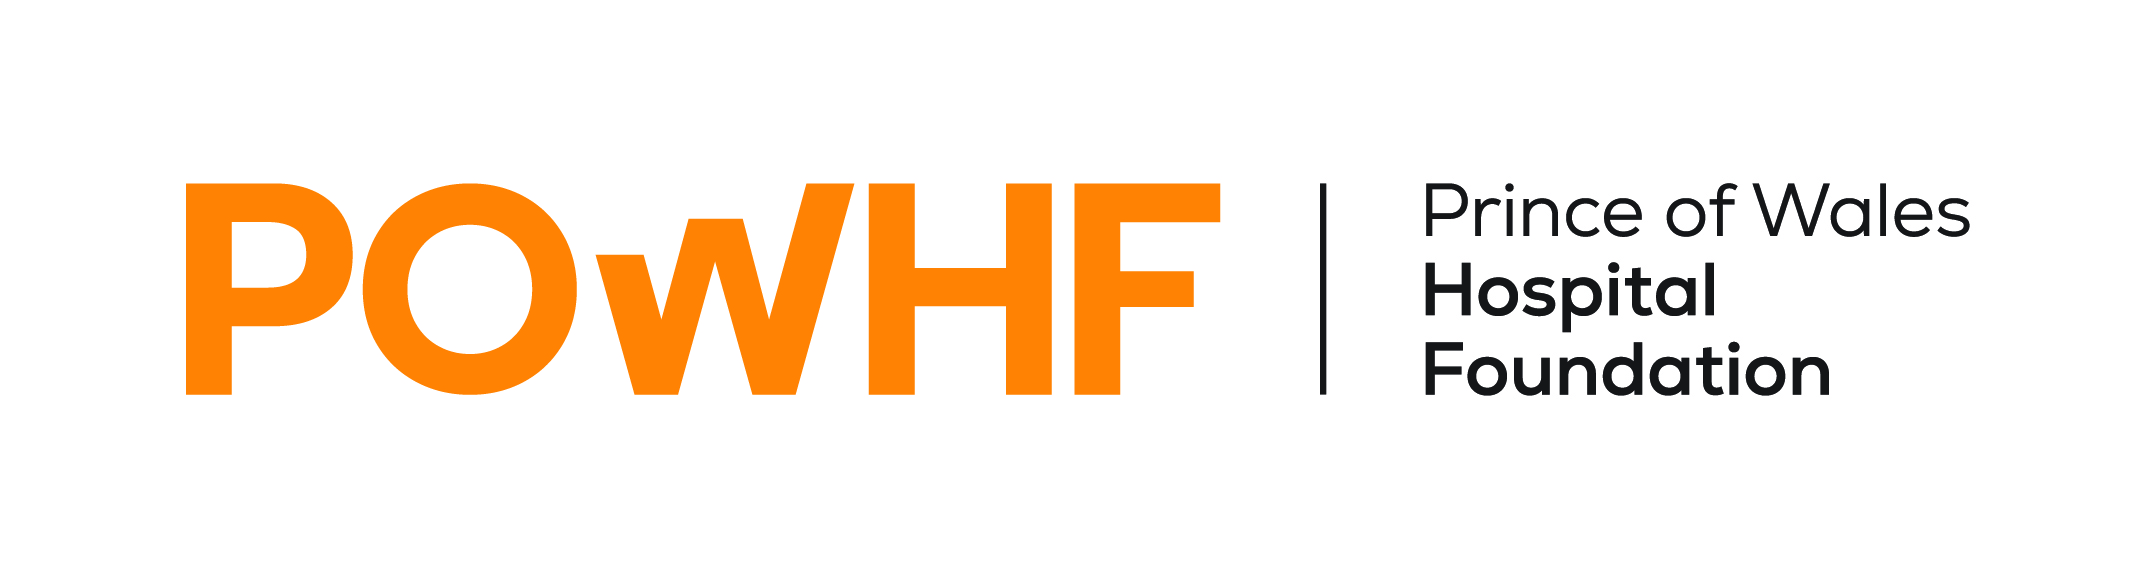 POWHF
Prince of Wales
Hospital
Foundation